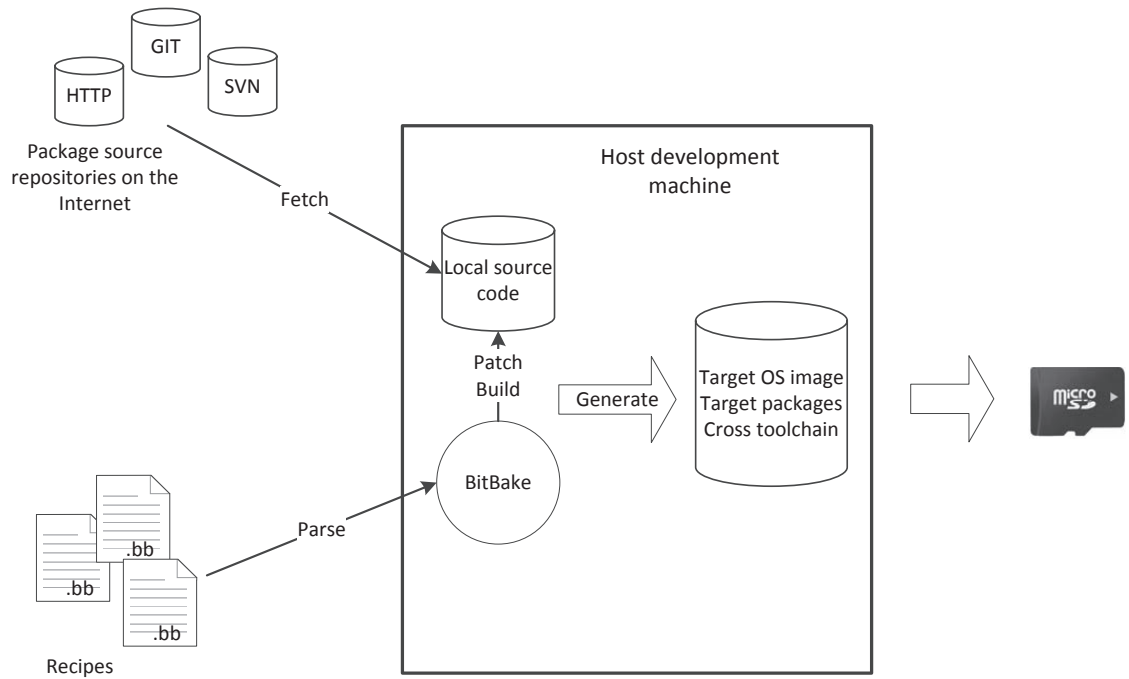 GIT
HTTP
SVN
Package source
repositories on the
Internet
Fetch
Host development
machine
Local source
code
Patch
Build
Generate
Target OS image
Target packages
Cross toolchain
micro
SD
BitBake
Parse
.bb
.bb
.bb
Recipes